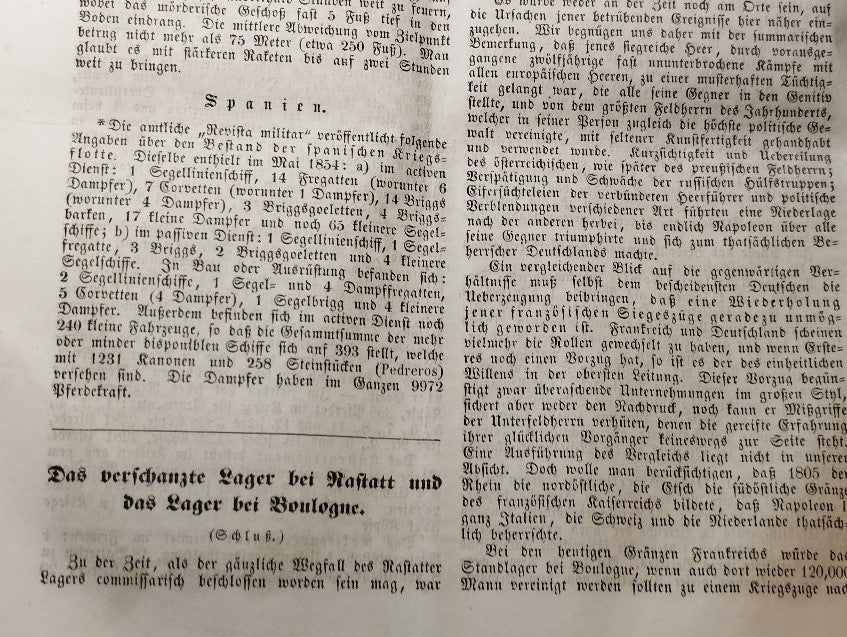 wobei das mörderische Geschoß fast 5 Fuß tief in den
Boden eindrang. Die mittlere Abweichung vom Zielpunkt
betrug nicht mehr als 75 Meter (etwa 250 Fuß). Man
glaubt es mit stärkeren Raketen bis auf zwei Stunden
weit zu bringen.
Spanien.
*Die amtliche „Revista militar" veröffentlicht folgende
Angaben über den Bestand der spanischen Kriegs-
flotte. Dieselbe enthielt im Mai 1854: a) im activen
Dienst: 1 Segellinienschiff, 14 Fregatten (worunter 6
Dampfer), 7 Corvetten (worunter 1 Dampfer), 14 Briggs
(worunter 4 Dampfer), 3 Briggsgoeletten, 4 Briggs-
barken, 17 kleine Dampfer und noch 65 kleinere Segel-
schiffe; b) im passiven Dienst: 1 Segellinienschiff, 1 Segel-
fregatte, 3 Briggs, 2 Briggsgoeletten und 4 kleinere
Segelschiffe. In Bau oder Ausrüstung befanden sich:
2 Segellinienschiffe, 1 Segel- und 4 Dampffregatten,
5 Corvetten (4 Dampfer), 1 Segelbrigg und 4 kleinere
Dampfer. Außerdem befinden sich im activen Dienst noch
240 kleine Fahrzeuge, so daß die Gesammtsumme der mehr
oder minder disponiblen Schiffe sich auf 393 stellt, welche
mit 1231 Kanonen und 258 Steinstücken (Pedreros)
versehen sind. Die Dampfer haben im Ganzen 9972
Pferdekraft.
Das verschanzte Lager bei Rastatt und
das Lager bei Boulogne.
(Schluß.)
Zu der Zeit, als der gänzliche Wegfall des Rastatter
Lagers commissarisch beschlossen worden sein mag, war
Es würde weder an der Zeit noch am Orte sein, auf
die Ursachen jener betrübenden Ereignisse hier näher ein-
zugehen. Wir begnügen uns daher mit der summarischen
Bemerkung, daß jenes siegreiche Heer, durch vorausge-
gangene zwölfjährige fast ununterbrochene Kämpfe mit
allen europäischen Heeren, zu einer musterhaften Tüchtig-
keit gelangt war, die alle seine Gegner in den Genitiv
stellte, und von dem größten Feldherrn des Jahrhunderts,
welcher in seiner Person zugleich die höchste politische Ge-
walt vereinigte, mit seltener Kunstfertigkeit gehandhabt
und verwendet wurde. Kurzsichtigkeit und Uebereilung
des österreichischen, wie später des preußischen Feldherrn;
Verspätigung und Schwäche der russischen Hülfstruppen;
Eifersüchteleien der verbündeten Heerführer und politische
Verblendungen verschiedener Art führten eine Niederlage
nach der anderen herbei, bis endlich Napoleon über alle
seine Gegner triumphirte und sich zum thatsächlichen Be-
herrscher Deutschlands machte.
Ein vergleichender Blick auf die gegenwärtigen Ver-
hältnisse muß selbst dem bescheidensten Deutschen die
Ueberzeugung beibringen, daß eine Wiederholung
jener französischen Siegeszüge geradezu unmög-
lich geworden ist. Frankreich und Deutschland scheinen
vielmehr die Rollen gewechselt zu haben, und wenn Erste-
res noch einen Vorzug hat, so ist es der des einheitlichen
Willens in der obersten Leitung. Dieser Vorzug begün-
stigt zwar überaschende Unternehmungen im großen Styl,
sichert aber weder den Nachdruck, noch kann er Mißgriffe
der Unterfeldherrn verhüten, denen die gereifte Erfahrung
ihrer glücklichen Vorgänger keineswegs zur Seite steht.
Eine Ausführung des Vergleichs liegt nicht in unserer
Absicht. Doch wolle man berücksichtigen, daß 1805 der
Rhein die nordöstliche, die Etsch die südöstliche Gränze
des französischen Kaiserreichs bildete, daß Napoleon I
ganz Italien, die Schweiz und die Niederlande thatsäch-
lich beherrschte.
Bei den heutigen Gränzen Frankreichs würde das
Standlager bei Boulogne, wenn auch dort wieder 120,000
Mann vereinigt werden sollten zu einem Kriegszuge nach